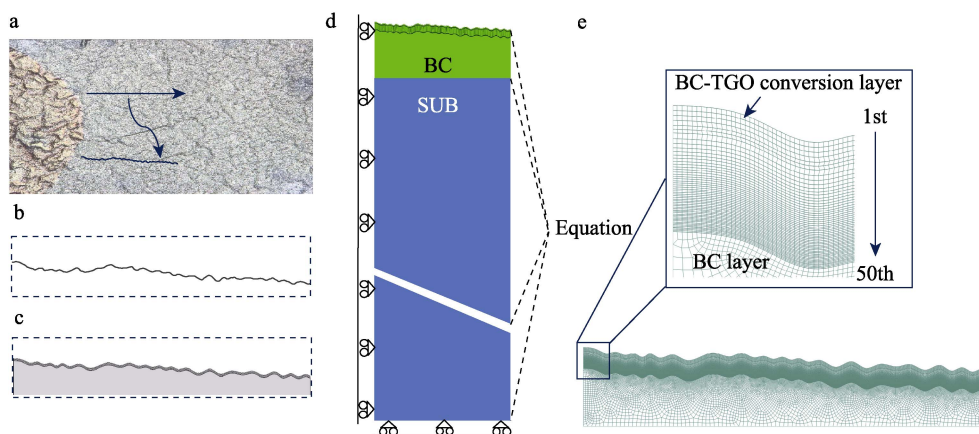 a
b
c
d
BC
SUB
Equation
e
BC-TGO conversion layer
1st
BC layer
50th